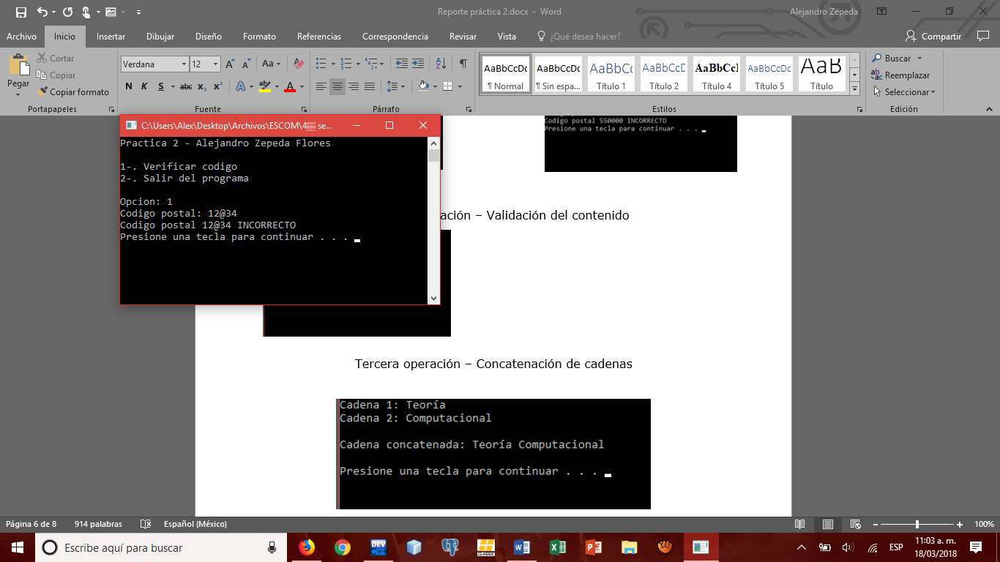 Reporte práctica 2.docx - Word
Alejandro Zepeda
Archivo Inicio Insertar Dibujar Diseño Formato Referencias Correspondencia Revisar Vista ¿Qué desea hacer? Compartir
Pegar
Cortar
Copiar
Copiar formato
Portapapeles
Verdana 12
Aa
N K S abc x₂ x²
A ab A
Fuente
Párrafo
AaBbCcDc AaBbCcDc AaBbCc AaBbCcDc AaBbCcI AaBbCcDc AaB
¶ Normal ¶ Sin espa... Título 1 Título 2 Título 4 Título 5 Título
Estilos
Buscar
Reemplazar
Seleccionar
Edición
C:\Users\Alex\Desktop\Archivos\ESCOM\4▒▒ se...
Practica 2 - Alejandro Zepeda Flores
1-. Verificar codigo
2-. Salir del programa
Opcion: 1
Codigo postal: 12@34
Codigo postal 12@34 INCORRECTO
Presione una tecla para continuar . . .
Codigo postal 550000 INCORRECTO
Presione una tecla para continuar . . .
ación – Validación del contenido
Tercera operación – Concatenación de cadenas
Cadena 1: Teoría
Cadena 2: Computacional
Cadena concatenada: Teoría Computacional
Presione una tecla para continuar . . .
Página 6 de 8 914 palabras Español (México) 100%
Escribe aquí para buscar
DEV
CLASSIC
ESP
11:03 a. m.
18/03/2018